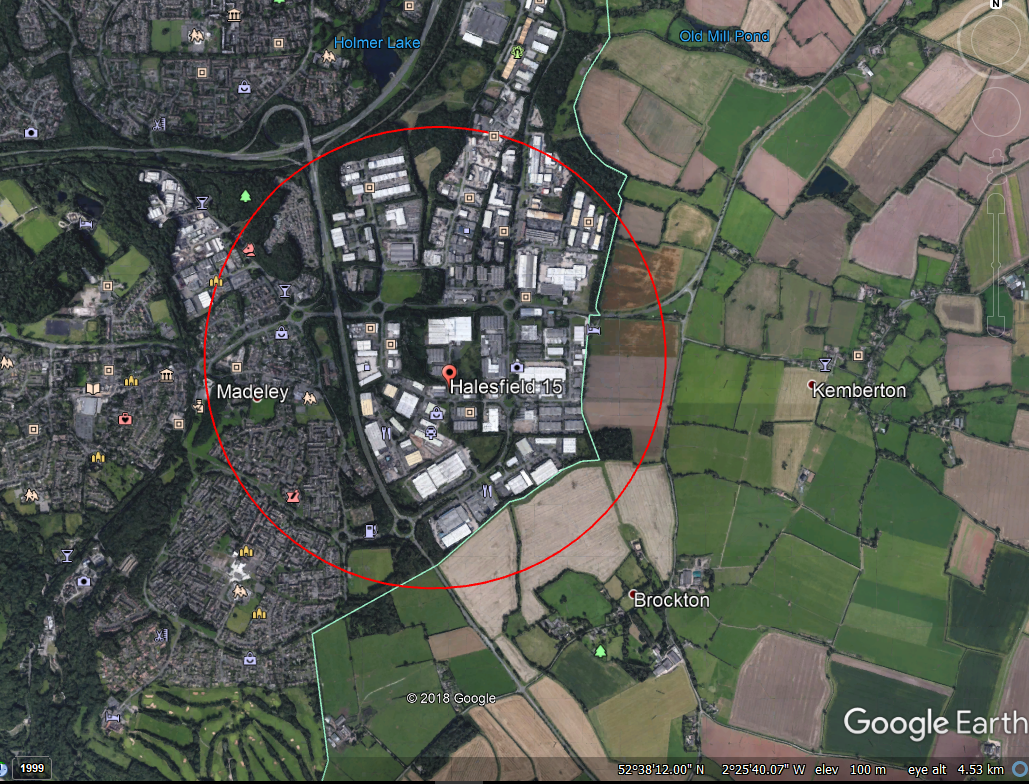 N
Holmer Lake
Old Mill Pond
Halesfield 15
Madeley
Kemberton
Brockton
© 2018 Google
Google Earth
1999
52°38'12.00" N 2°25'40.07" W elev 100 m eye alt 4.53 km